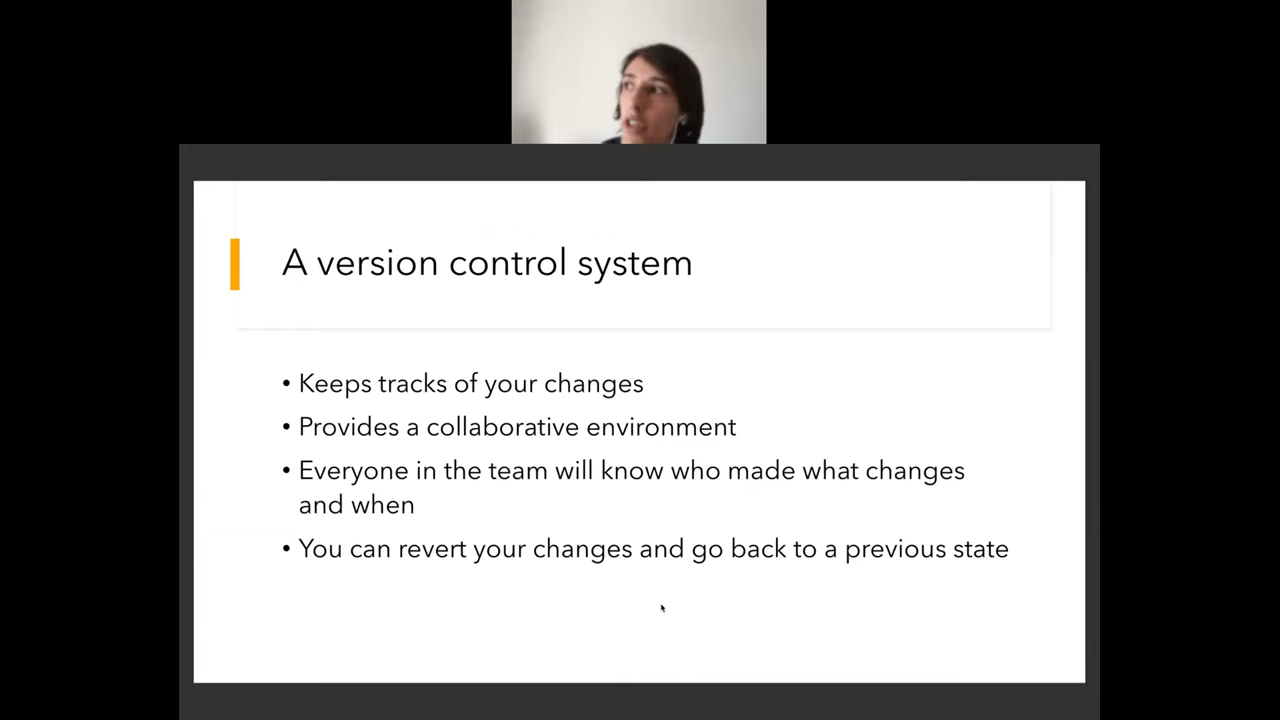 A version control system
• Keeps tracks of your changes
• Provides a collaborative environment
• Everyone in the team will know who made what changes
and when
• You can revert your changes and go back to a previous state